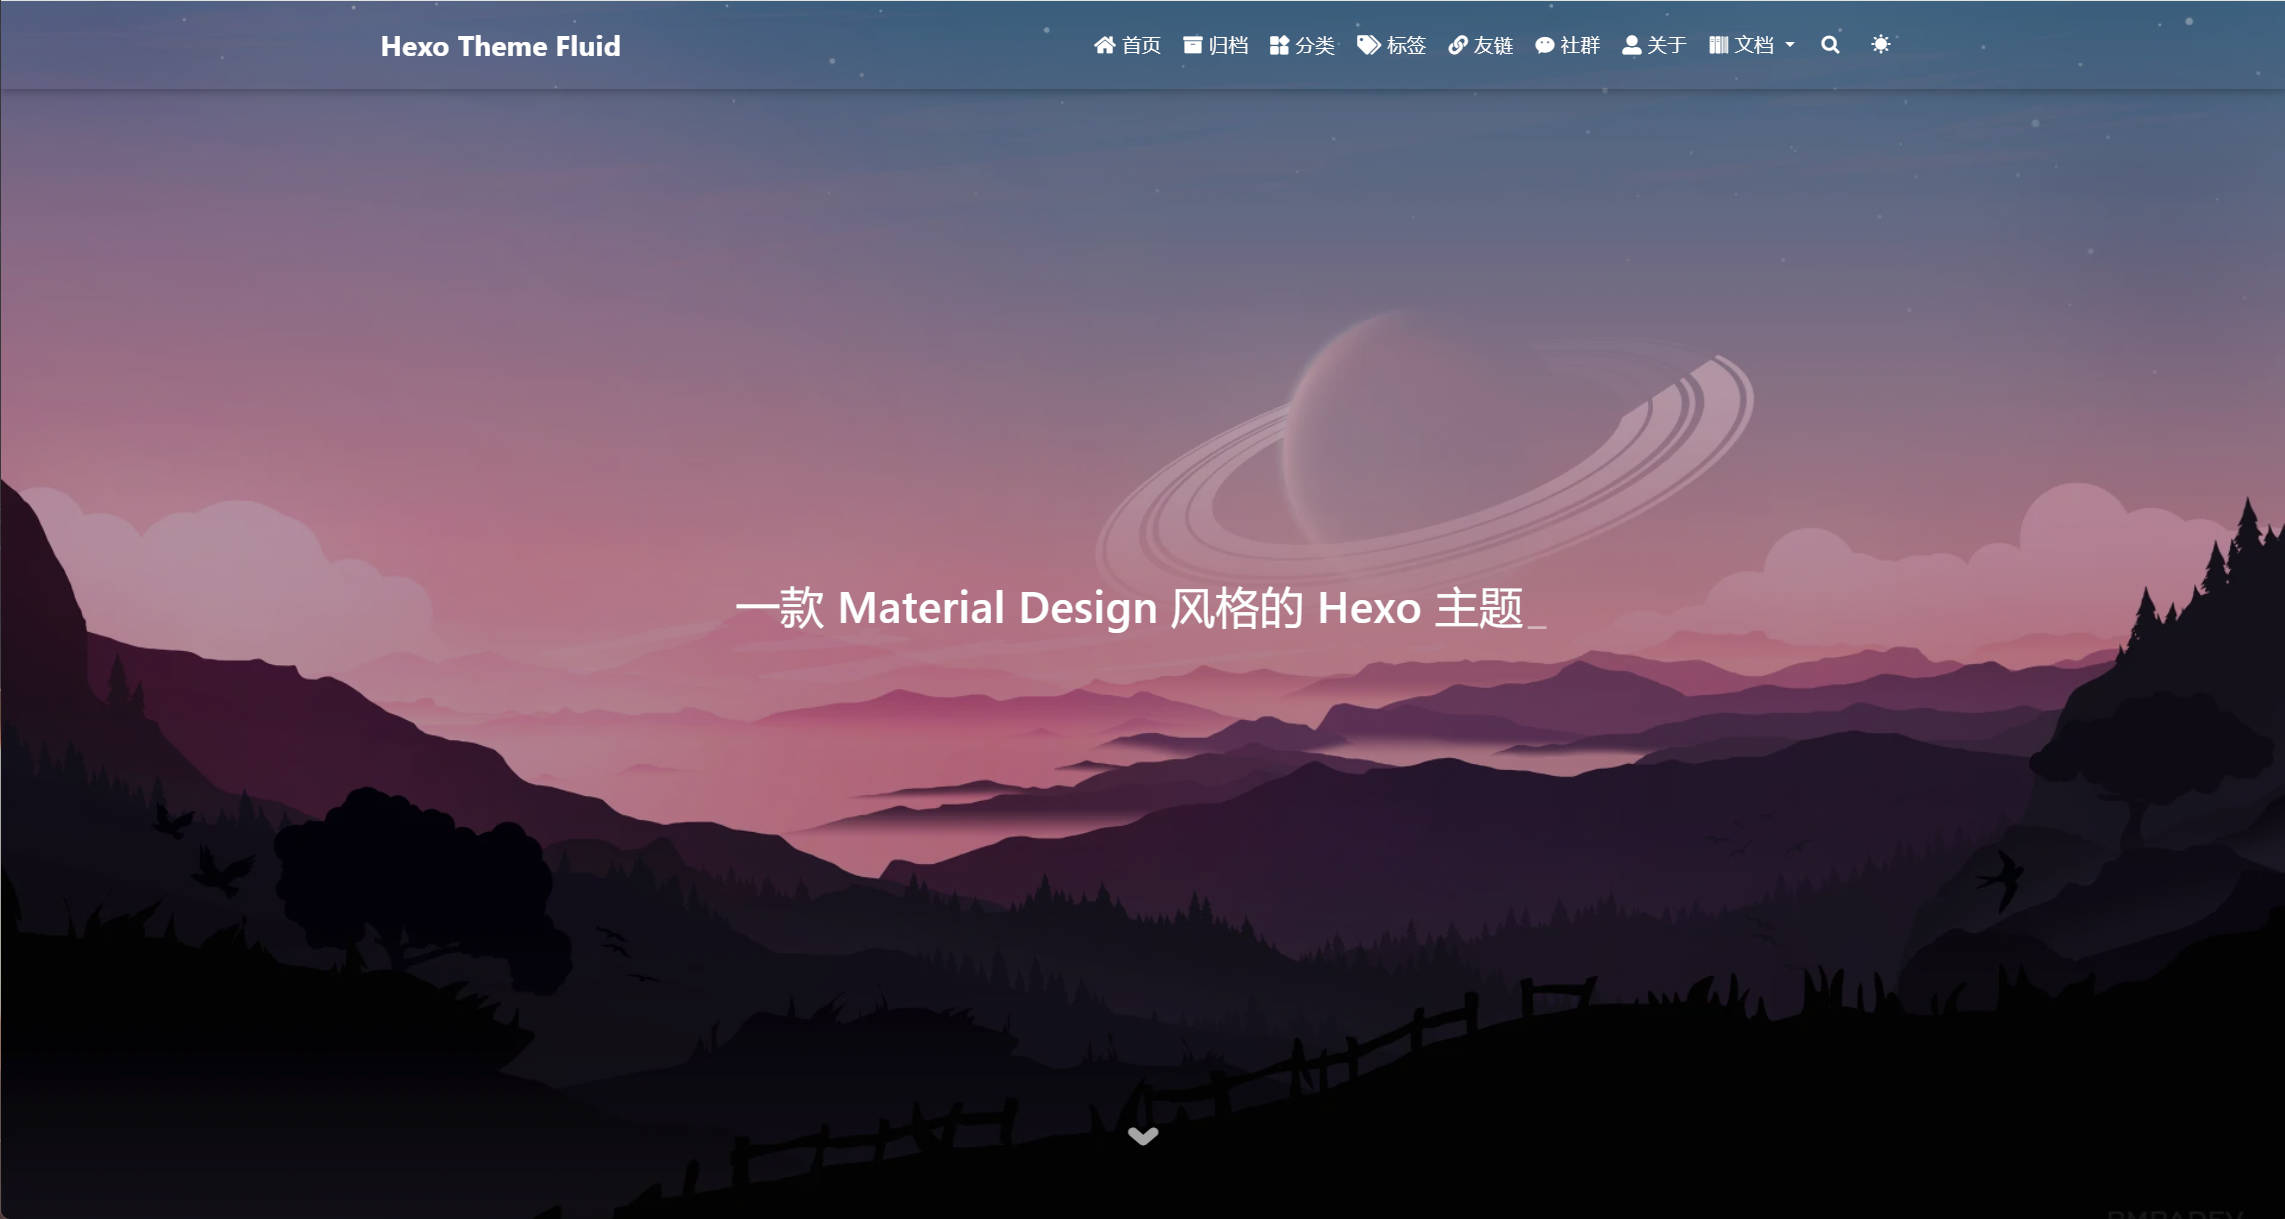 Hexo Theme Fluid
首页 归档 分类 标签 友链 社群 关于 文档
一款 Material Design 风格的 Hexo 主题_